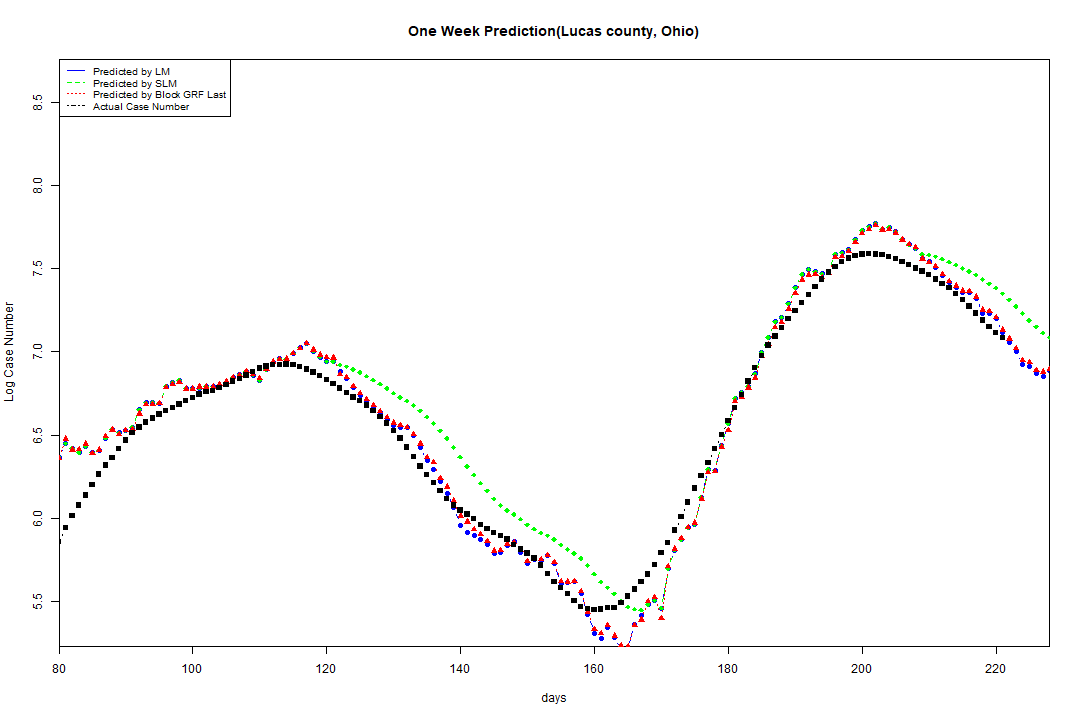 One Week Prediction(Lucas county, Ohio)
Predicted by LM
Predicted by SLM
Predicted by Block GRF Last
Actual Case Number
Log Case Number
8.5
8.0
7.5
7.0
6.5
6.0
5.5
80 100 120 140 160 180 200 220
days